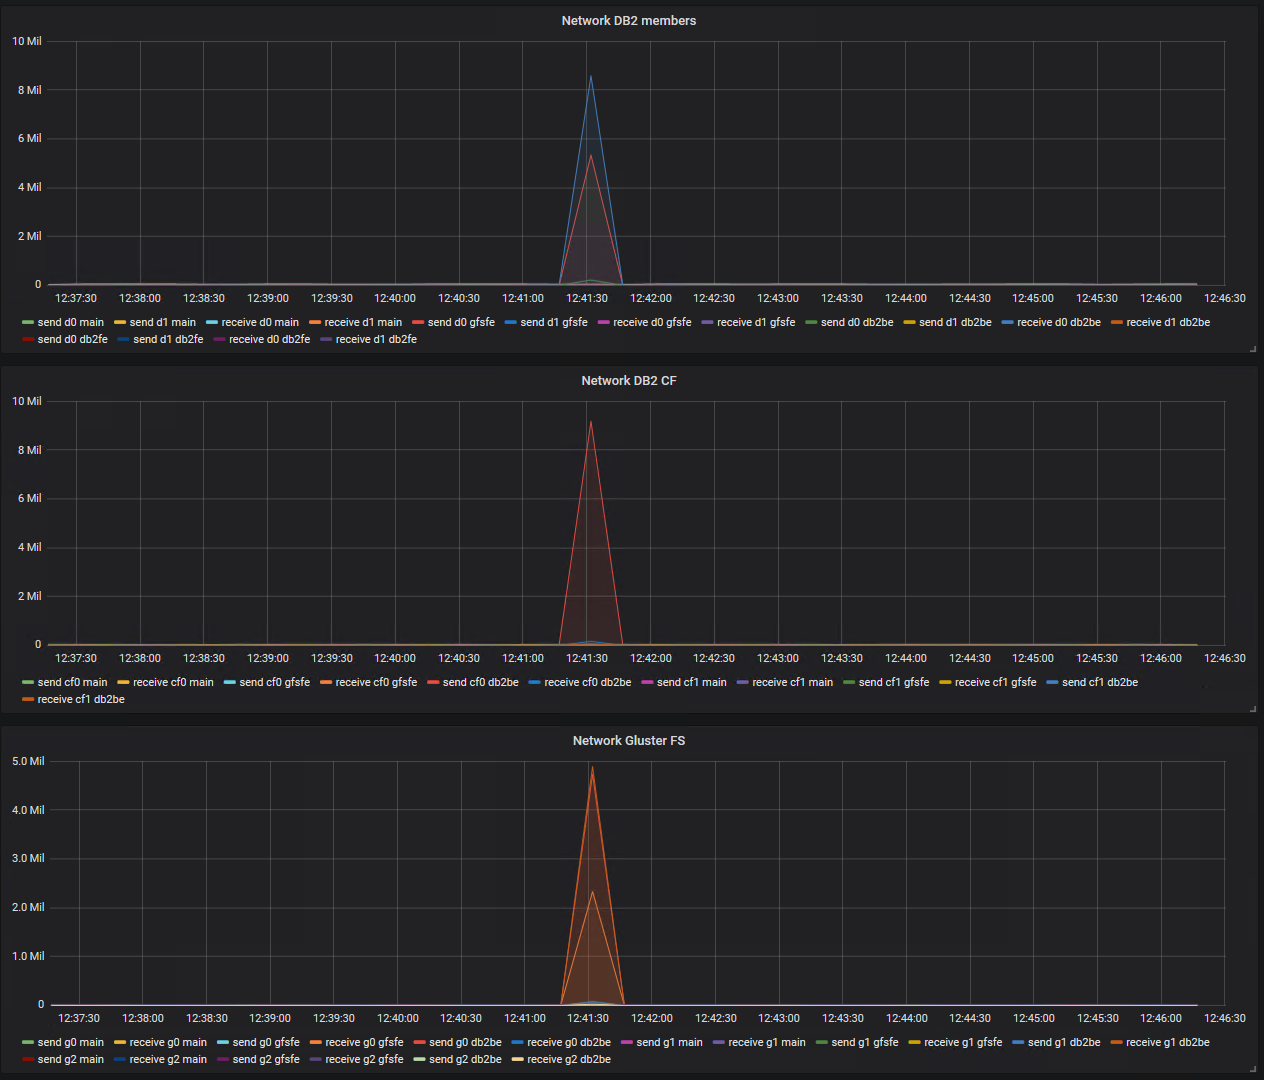 Network DB2 members
10 Mil
8 Mil
6 Mil
4 Mil
2 Mil
0
12:37:30 12:38:00 12:38:30 12:39:00 12:39:30 12:40:00 12:40:30 12:41:00 12:41:30 12:42:00 12:42:30 12:43:00 12:43:30 12:44:00 12:44:30 12:45:00 12:45:30 12:46:00 12:46:30
send d0 main send d1 main receive d0 main receive d1 main send d0 gfsfe send d1 gfsfe receive d0 gfsfe receive d1 gfsfe send d0 db2be send d1 db2be receive d0 db2be receive d1 db2be
send d0 db2fe send d1 db2fe receive d0 db2fe receive d1 db2fe
Network DB2 CF
10 Mil
8 Mil
6 Mil
4 Mil
2 Mil
0
12:37:30 12:38:00 12:38:30 12:39:00 12:39:30 12:40:00 12:40:30 12:41:00 12:41:30 12:42:00 12:42:30 12:43:00 12:43:30 12:44:00 12:44:30 12:45:00 12:45:30 12:46:00 12:46:30
send cf0 main receive cf0 main send cf0 gfsfe receive cf0 gfsfe send cf0 db2be receive cf0 db2be send cf1 main receive cf1 main send cf1 gfsfe receive cf1 gfsfe send cf1 db2be
receive cf1 db2be
Network Gluster FS
5.0 Mil
4.0 Mil
3.0 Mil
2.0 Mil
1.0 Mil
0
12:37:30 12:38:00 12:38:30 12:39:00 12:39:30 12:40:00 12:40:30 12:41:00 12:41:30 12:42:00 12:42:30 12:43:00 12:43:30 12:44:00 12:44:30 12:45:00 12:45:30 12:46:00 12:46:30
send g0 main receive g0 main send g0 gfsfe receive g0 gfsfe send g0 db2be receive g0 db2be send g1 main receive g1 main send g1 gfsfe receive g1 gfsfe send g1 db2be receive g1 db2be
send g2 main receive g2 main send g2 gfsfe receive g2 gfsfe send g2 db2be receive g2 db2be